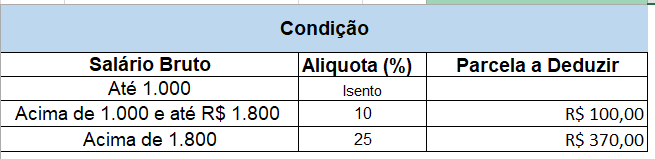 Condição
Salário Bruto Aliquota (%) Parcela a Deduzir
Até 1.000 Isento
Acima de 1.000 e até R$ 1.800 10 R$ 100,00
Acima de 1.800 25 R$ 370,00